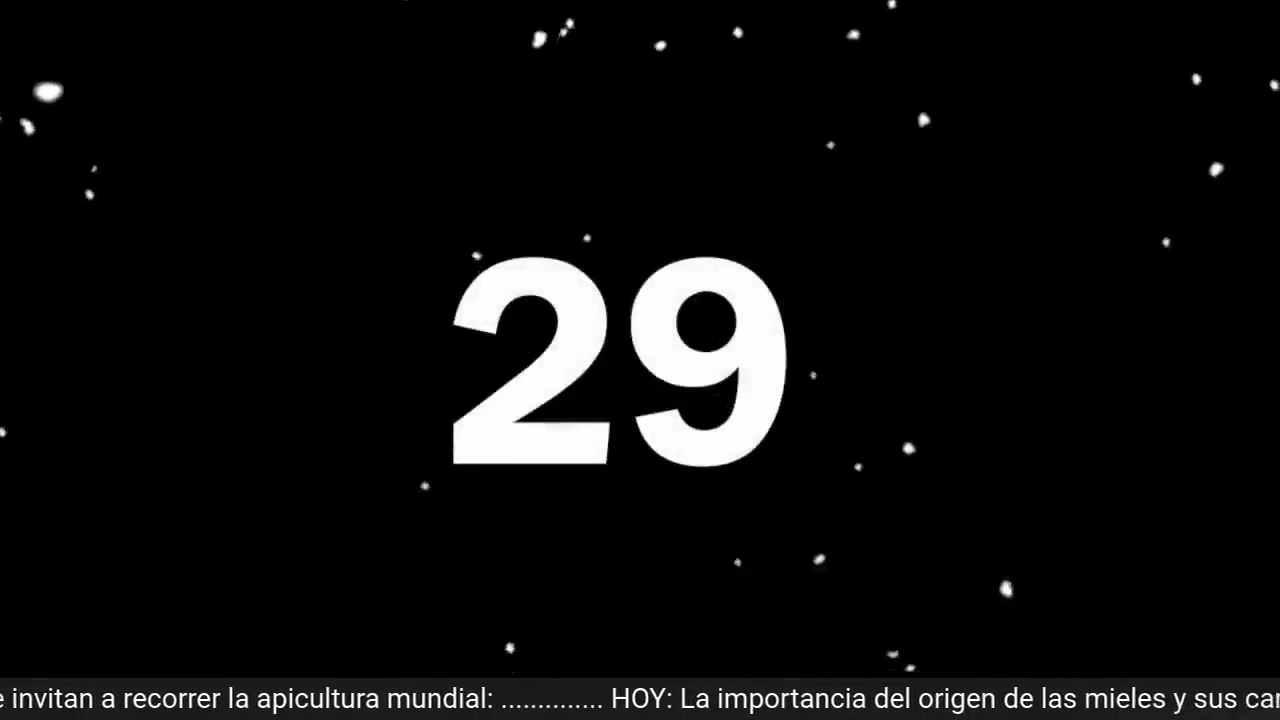 29
invitan a recorrer la apicultura mundial: .............. HOY: La importancia del origen de las mieles y sus